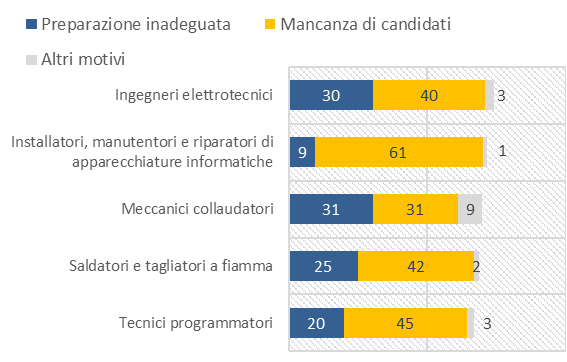 Preparazione inadeguata Mancanza di candidati
Altri motivi
Ingegneri elettrotecnici 30 40 3
Installatori, manutentori e riparatori di
apparecchiature informatiche 9 61 1
Meccanici collaudatori 31 31 9
Saldatori e tagliatori a fiamma 25 42 2
Tecnici programmatori 20 45 3